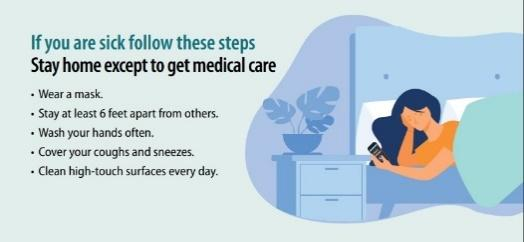 If you are sick follow these steps
Stay home except to get medical care
• Wear a mask.
• Stay at least 6 feet apart from others.
• Wash your hands often.
• Cover your coughs and sneezes.
• Clean high-touch surfaces every day.